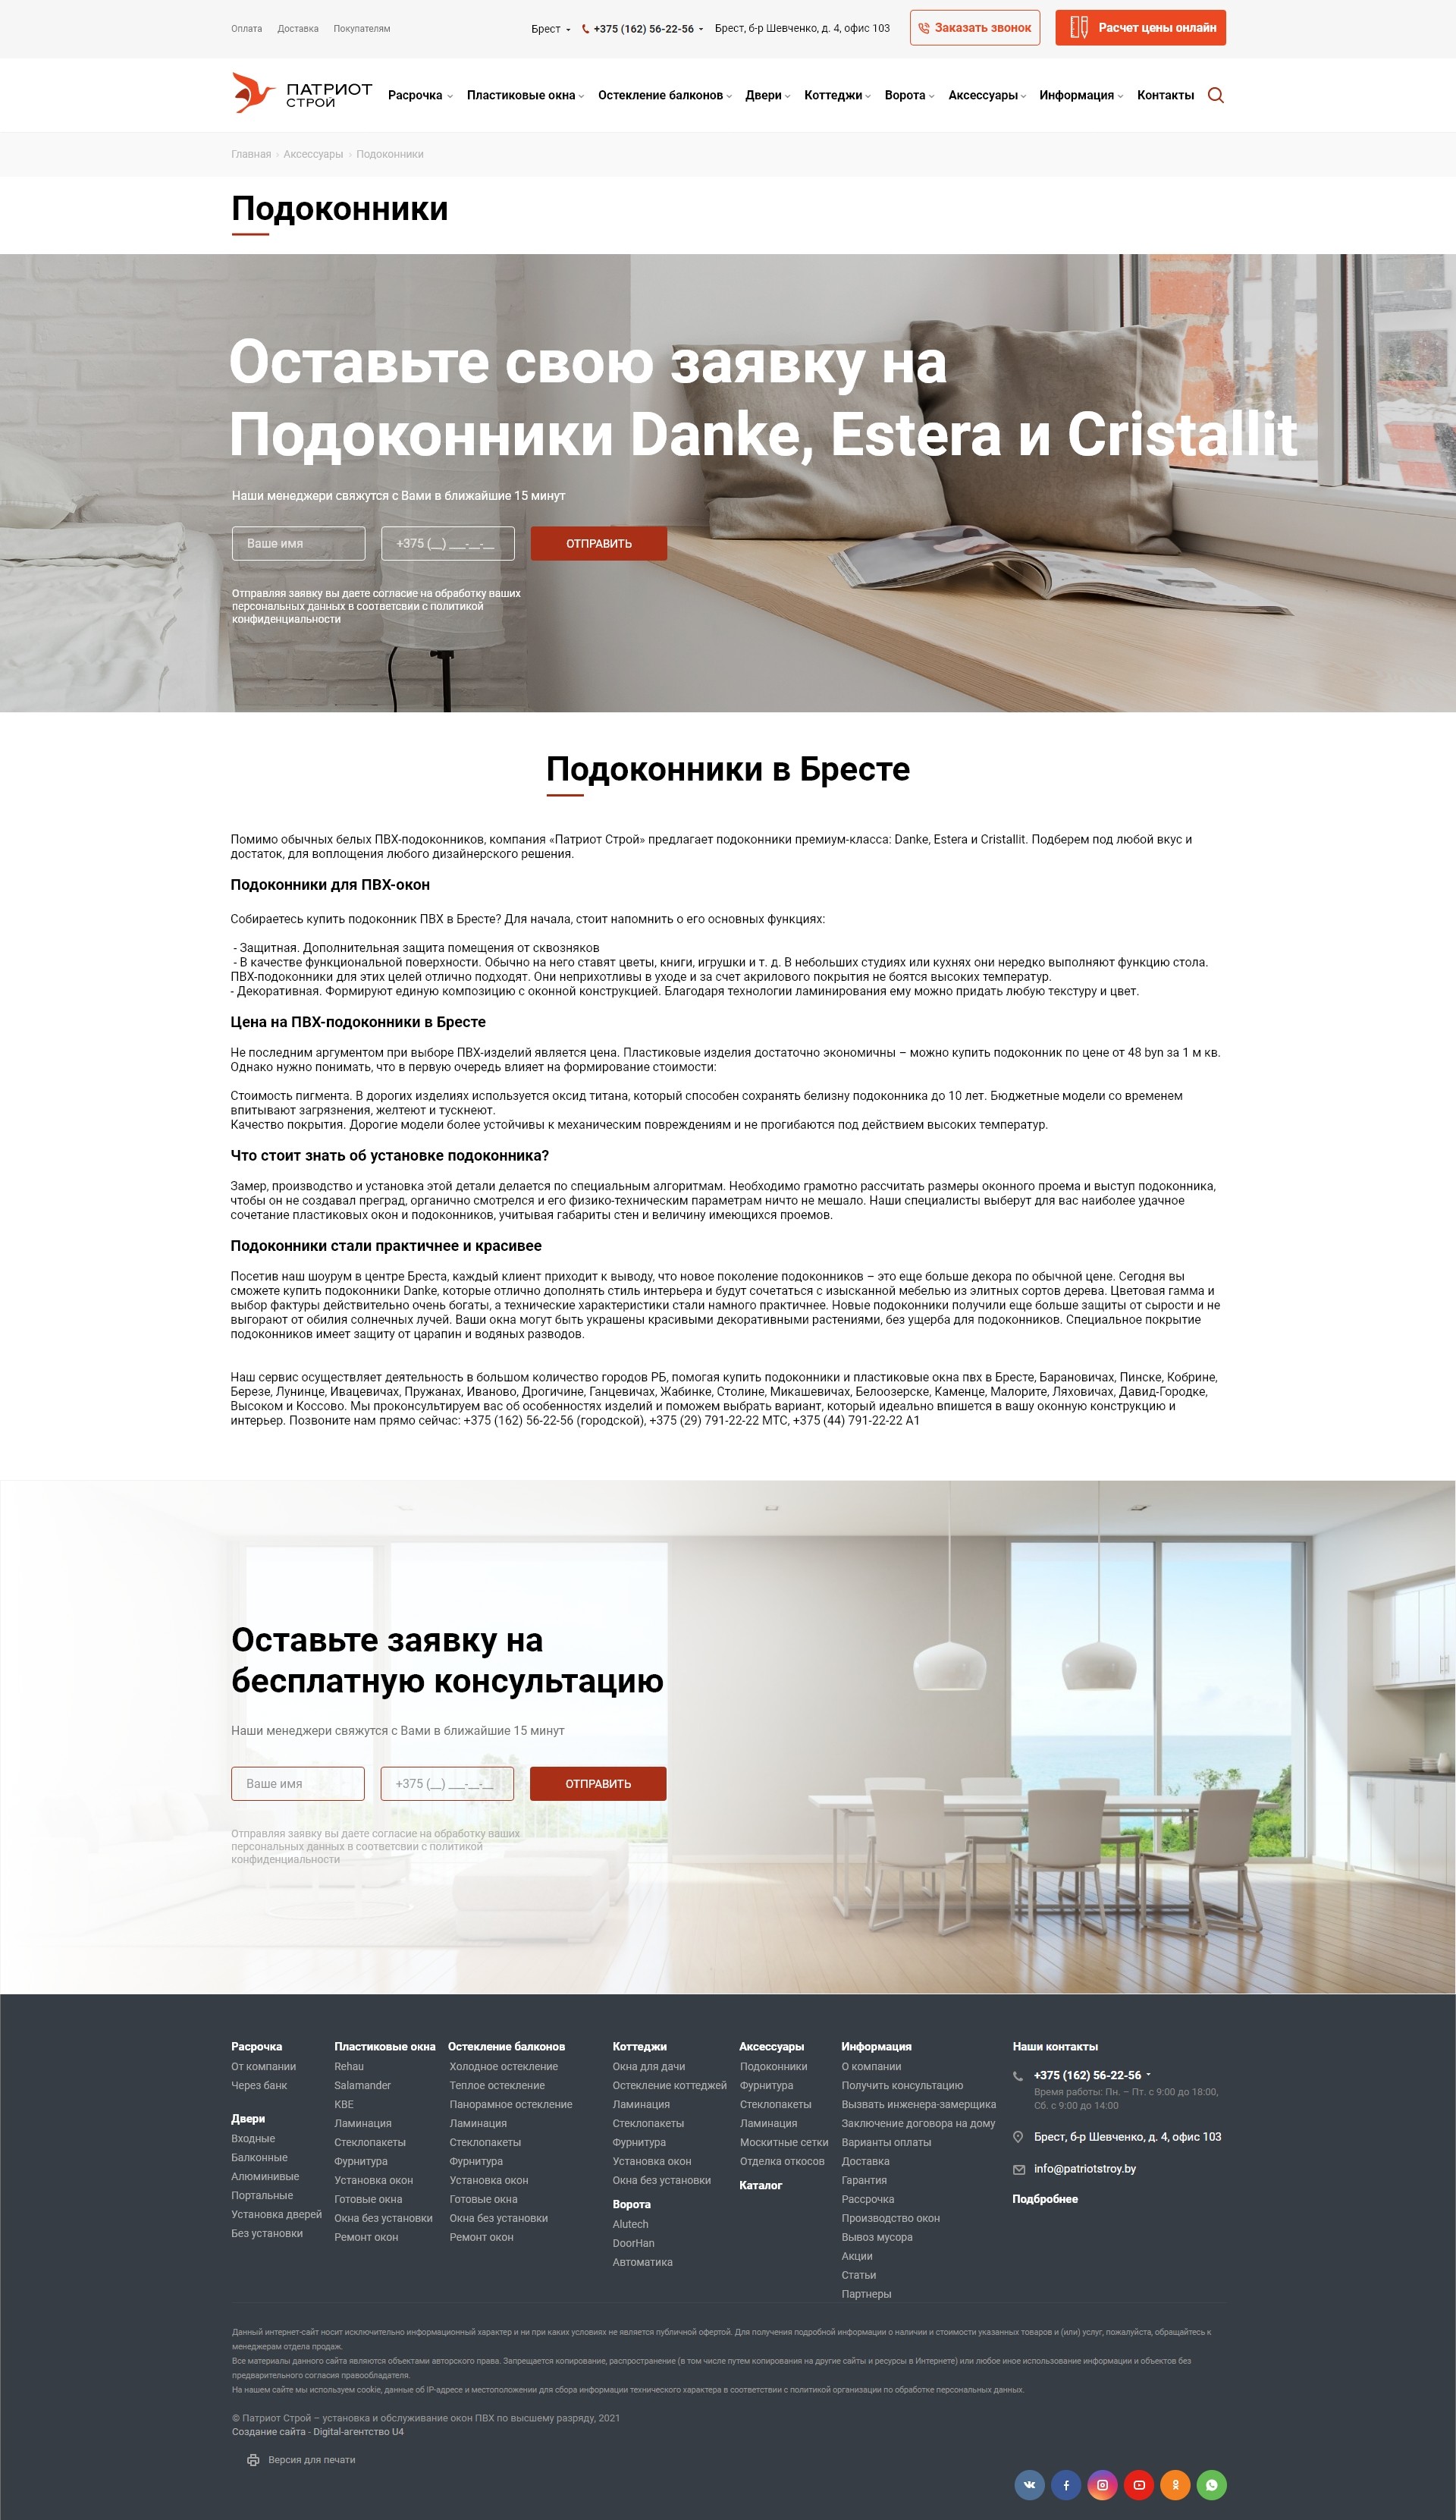 Оплата Доставка Покупателям Брест +375 (162) 56-22-56 Брест, б-р Шевченко, д. 4, офис 103 Заказать звонок Расчет цены онлайн
ПАТРИОТ
СТРОЙ
Расрочка Пластиковые окна Остекление балконов Двери Коттеджи Ворота Аксессуары Информация Контакты
Главная › Аксессуары › Подоконники
Подоконники
Оставьте свою заявку на
Подоконники Danke, Estera и Cristallit
Наши менеджери свяжутся с Вами в ближайшие 15 минут
Ваше имя +375 (__) ___-__-__ ОТПРАВИТЬ
Отправляя заявку вы даете согласие на обработку ваших
персональных данных в соответсвии с политикой
конфиденциальности
Подоконники в Бресте
Помимо обычных белых ПВХ-подоконников, компания «Патриот Строй» предлагает подоконники премиум-класса: Danke, Estera и Cristallit. Подберем под любой вкус и
достаток, для воплощения любого дизайнерского решения.
Подоконники для ПВХ-окон
Собираетесь купить подоконник ПВХ в Бресте? Для начала, стоит напомнить о его основных функциях:
- Защитная. Дополнительная защита помещения от сквозняков
- В качестве функциональной поверхности. Обычно на него ставят цветы, книги, игрушки и т. д. В небольших студиях или кухнях они нередко выполняют функцию стола.
ПВХ-подоконники для этих целей отлично подходят. Они неприхотливы в уходе и за счет акрилового покрытия не боятся высоких температур.
- Декоративная. Формируют единую композицию с оконной конструкцией. Благодаря технологии ламинирования ему можно придать любую текстуру и цвет.
Цена на ПВХ-подоконники в Бресте
Не последним аргументом при выборе ПВХ-изделий является цена. Пластиковые изделия достаточно экономичны – можно купить подоконник по цене от 48 byn за 1 м кв.
Однако нужно понимать, что в первую очередь влияет на формирование стоимости:
Стоимость пигмента. В дорогих изделиях используется оксид титана, который способен сохранять белизну подоконника до 10 лет. Бюджетные модели со временем
впитывают загрязнения, желтеют и тускнеют.
Качество покрытия. Дорогие модели более устойчивы к механическим повреждениям и не прогибаются под действием высоких температур.
Что стоит знать об установке подоконника?
Замер, производство и установка этой детали делается по специальным алгоритмам. Необходимо грамотно рассчитать размеры оконного проема и выступ подоконника,
чтобы он не создавал преград, органично смотрелся и его физико-техническим параметрам ничто не мешало. Наши специалисты выберут для вас наиболее удачное
сочетание пластиковых окон и подоконников, учитывая габариты стен и величину имеющихся проемов.
Подоконники стали практичнее и красивее
Посетив наш шоурум в центре Бреста, каждый клиент приходит к выводу, что новое поколение подоконников – это еще больше декора по обычной цене. Сегодня вы
сможете купить подоконники Danke, которые отлично дополнять стиль интерьера и будут сочетаться с изысканной мебелью из элитных сортов дерева. Цветовая гамма и
выбор фактуры действительно очень богаты, а технические характеристики стали намного практичнее. Новые подоконники получили еще больше защиты от сырости и не
выгорают от обилия солнечных лучей. Ваши окна могут быть украшены красивыми декоративными растениями, без ущерба для подоконников. Специальное покрытие
подоконников имеет защиту от царапин и водяных разводов.
Наш сервис осуществляет деятельность в большом количество городов РБ, помогая купить подоконники и пластиковые окна пвх в Бресте, Барановичах, Пинске, Кобрине,
Березе, Лунинце, Ивацевичах, Пружанах, Иваново, Дрогичине, Ганцевичах, Жабинке, Столине, Микашевичах, Белоозерске, Каменце, Малорите, Ляховичах, Давид-Городке,
Высоком и Коссово. Мы проконсультируем вас об особенностях изделий и поможем выбрать вариант, который идеально впишется в вашу оконную конструкцию и
интерьер. Позвоните нам прямо сейчас: +375 (162) 56-22-56 (городской), +375 (29) 791-22-22 МТС, +375 (44) 791-22-22 А1
Оставьте заявку на
бесплатную консультацию
Наши менеджери свяжутся с Вами в ближайшие 15 минут
Ваше имя +375 (__) ___-__-__ ОТПРАВИТЬ
Отправляя заявку вы даете согласие на обработку ваших
персональных данных в соответсвии с политикой
конфиденциальности
Расрочка
От компании
Через банк
Двери
Входные
Балконные
Алюминивые
Портальные
Установка дверей
Без установки
Пластиковые окна
Rehau
Salamander
KBE
Ламинация
Стеклопакеты
Фурнитура
Установка окон
Готовые окна
Окна без установки
Ремонт окон
Остекление балконов
Холодное остекление
Теплое остекление
Панорамное остекление
Ламинация
Стеклопакеты
Фурнитура
Установка окон
Готовые окна
Окна без установки
Ремонт окон
Коттеджи
Окна для дачи
Остекление коттеджей
Ламинация
Стеклопакеты
Фурнитура
Установка окон
Окна без установки
Ворота
Alutech
DoorHan
Автоматика
Аксессуары
Подоконники
Фурнитура
Стеклопакеты
Ламинация
Москитные сетки
Отделка откосов
Каталог
Информация
О компании
Получить консультацию
Вызвать инженера-замерщика
Заключение договора на дому
Варианты оплаты
Доставка
Гарантия
Рассрочка
Производство окон
Вывоз мусора
Акции
Статьи
Партнеры
Наши контакты
+375 (162) 56-22-56
Время работы: Пн. – Пт. с 9:00 до 18:00,
Сб. с 9:00 до 14:00
Брест, б-р Шевченко, д. 4, офис 103
info@patriotstroy.by
Подбробнее
Данный интернет-сайт носит исключительно информационный характер и ни при каких условиях не является публичной офертой. Для получения подробной информации о наличии и стоимости указанных товаров и (или) услуг, пожалуйста, обращайтесь к
менеджерам отдела продаж.
Все материалы данного сайта являются объектами авторского права. Запрещается копирование, распространение (в том числе путем копирования на другие сайты и ресурсы в Интернете) или любое иное использование информации и объектов без
предварительного согласия правообладателя.
На нашем сайте мы используем cookie, данные об IP-адресе и местоположении для сбора информации технического характера в соответствии с политикой организации по обработке персональных данных.
© Патриот Строй – установка и обслуживание окон ПВХ по высшему разряду, 2021
Создание сайта - Digital-агентство U4
Версия для печати